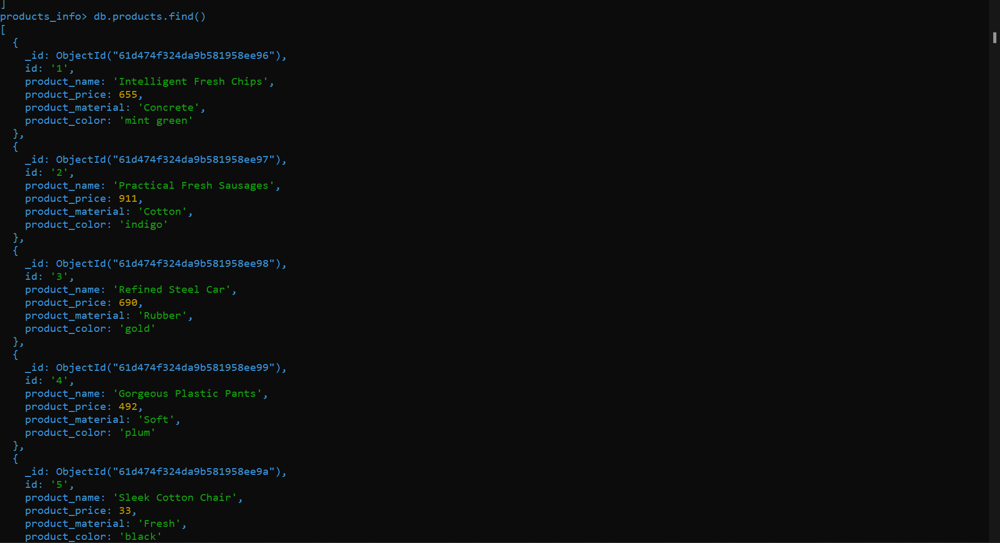 ]
products_info> db.products.find()
[
  {
    _id: ObjectId("61d474f324da9b581958ee96"),
    id: '1',
    product_name: 'Intelligent Fresh Chips',
    product_price: 655,
    product_material: 'Concrete',
    product_color: 'mint green'
  },
  {
    _id: ObjectId("61d474f324da9b581958ee97"),
    id: '2',
    product_name: 'Practical Fresh Sausages',
    product_price: 911,
    product_material: 'Cotton',
    product_color: 'indigo'
  },
  {
    _id: ObjectId("61d474f324da9b581958ee98"),
    id: '3',
    product_name: 'Refined Steel Car',
    product_price: 690,
    product_material: 'Rubber',
    product_color: 'gold'
  },
  {
    _id: ObjectId("61d474f324da9b581958ee99"),
    id: '4',
    product_name: 'Gorgeous Plastic Pants',
    product_price: 492,
    product_material: 'Soft',
    product_color: 'plum'
  },
  {
    _id: ObjectId("61d474f324da9b581958ee9a"),
    id: '5',
    product_name: 'Sleek Cotton Chair',
    product_price: 33,
    product_material: 'Fresh',
    product_color: 'black'